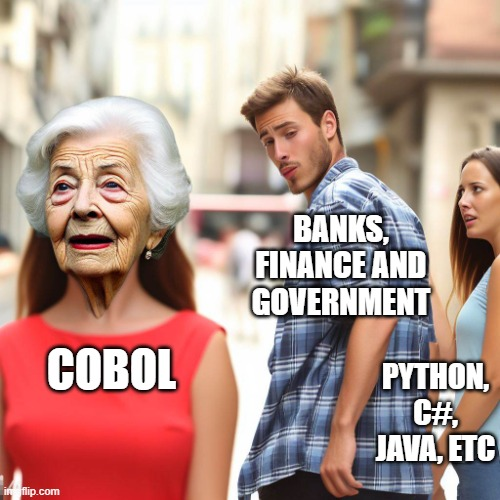 BANKS,
FINANCE AND
GOVERNMENT
COBOL
PYTHON,
C#,
JAVA, ETC
imgflip.com